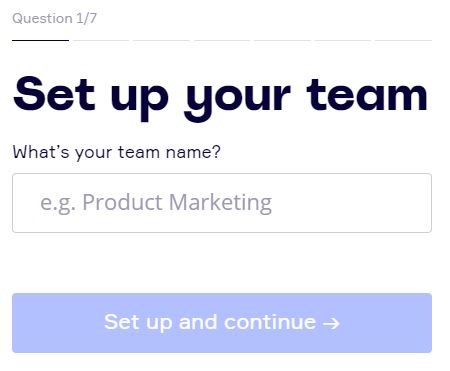 Question 1/7
Set up your team
What's your team name?
e.g. Product Marketing
Set up and continue →